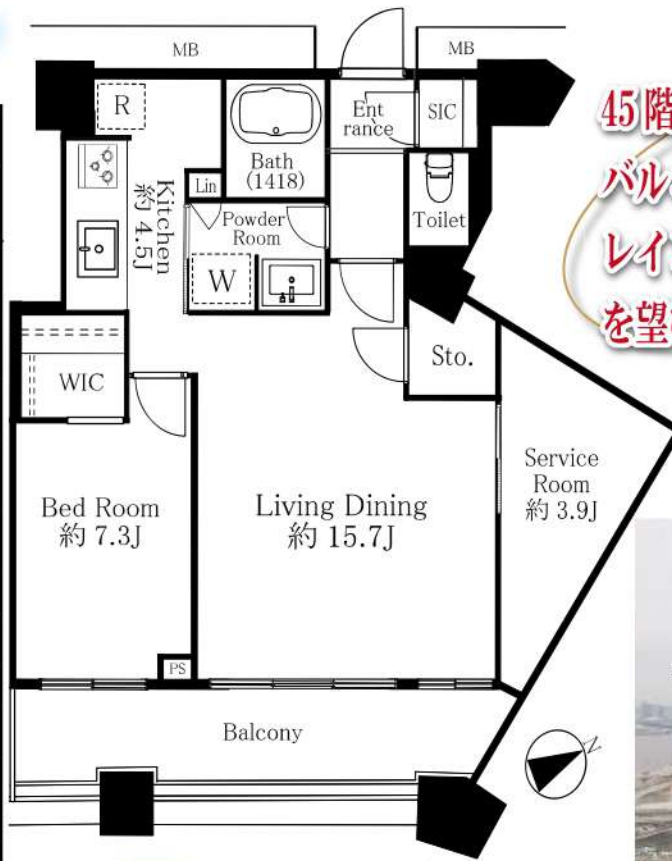 MB
MB
R
Bath
(1418)
Ent
rance
SIC
Kitchen
約 4.5J
Lin
Powder
Room
Toilet
W
WIC
Sto.
Bed Room
約 7.3J
Living Dining
約 15.7J
Service
Room
約 3.9J
PS
Balcony
N
45階
バル
レイ
を望